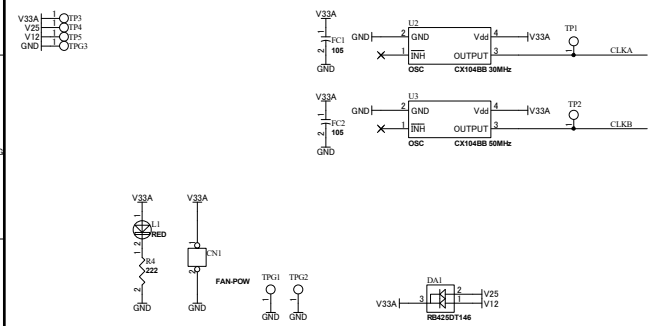 V33A 1 TP3
V25 1 TP4
V12 1 TP5
GND 1 TPG3
V33A
1
FC1
2 105
GND
U2
GND 2 GND Vdd 4 V33A
1 INH OUTPUT 3
OSC CX104BB 30MHz
TP1
1
CLKA
V33A
1
FC2
2 105
GND
U3
GND 2 GND Vdd 4 V33A
1 INH OUTPUT 3
OSC CX104BB 50MHz
TP2
1
CLKB
V33A
1
L1
RED
2
1
R4
222
2
GND
V33A
1
CN1
2
FAN-POW
GND
TPG1
1
GND
TPG2
1
GND
DA1
V33A 3 2 V25
1 V12
RB425DT146